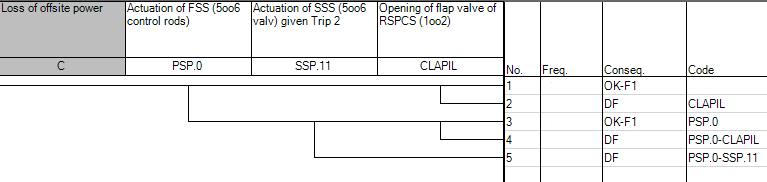 Loss of offsite power
Actuation of FSS (5oo6
control rods)
Actuation of SSS (5oo6
valv) given Trip 2
Opening of flap valve of
RSPCS (1oo2)
C
PSP.0
SSP.11
CLAPIL
No.
Freq.
Conseq.
Code
1
OK-F1
2
DF
CLAPIL
3
OK-F1
PSP.0
4
DF
PSP.0-CLAPIL
5
DF
PSP.0-SSP.11